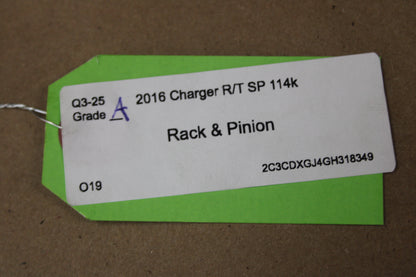 Q3-25
Grade A
2016 Charger R/T SP 114k
Rack & Pinion
2C3CDXGJ4GH318349
O19